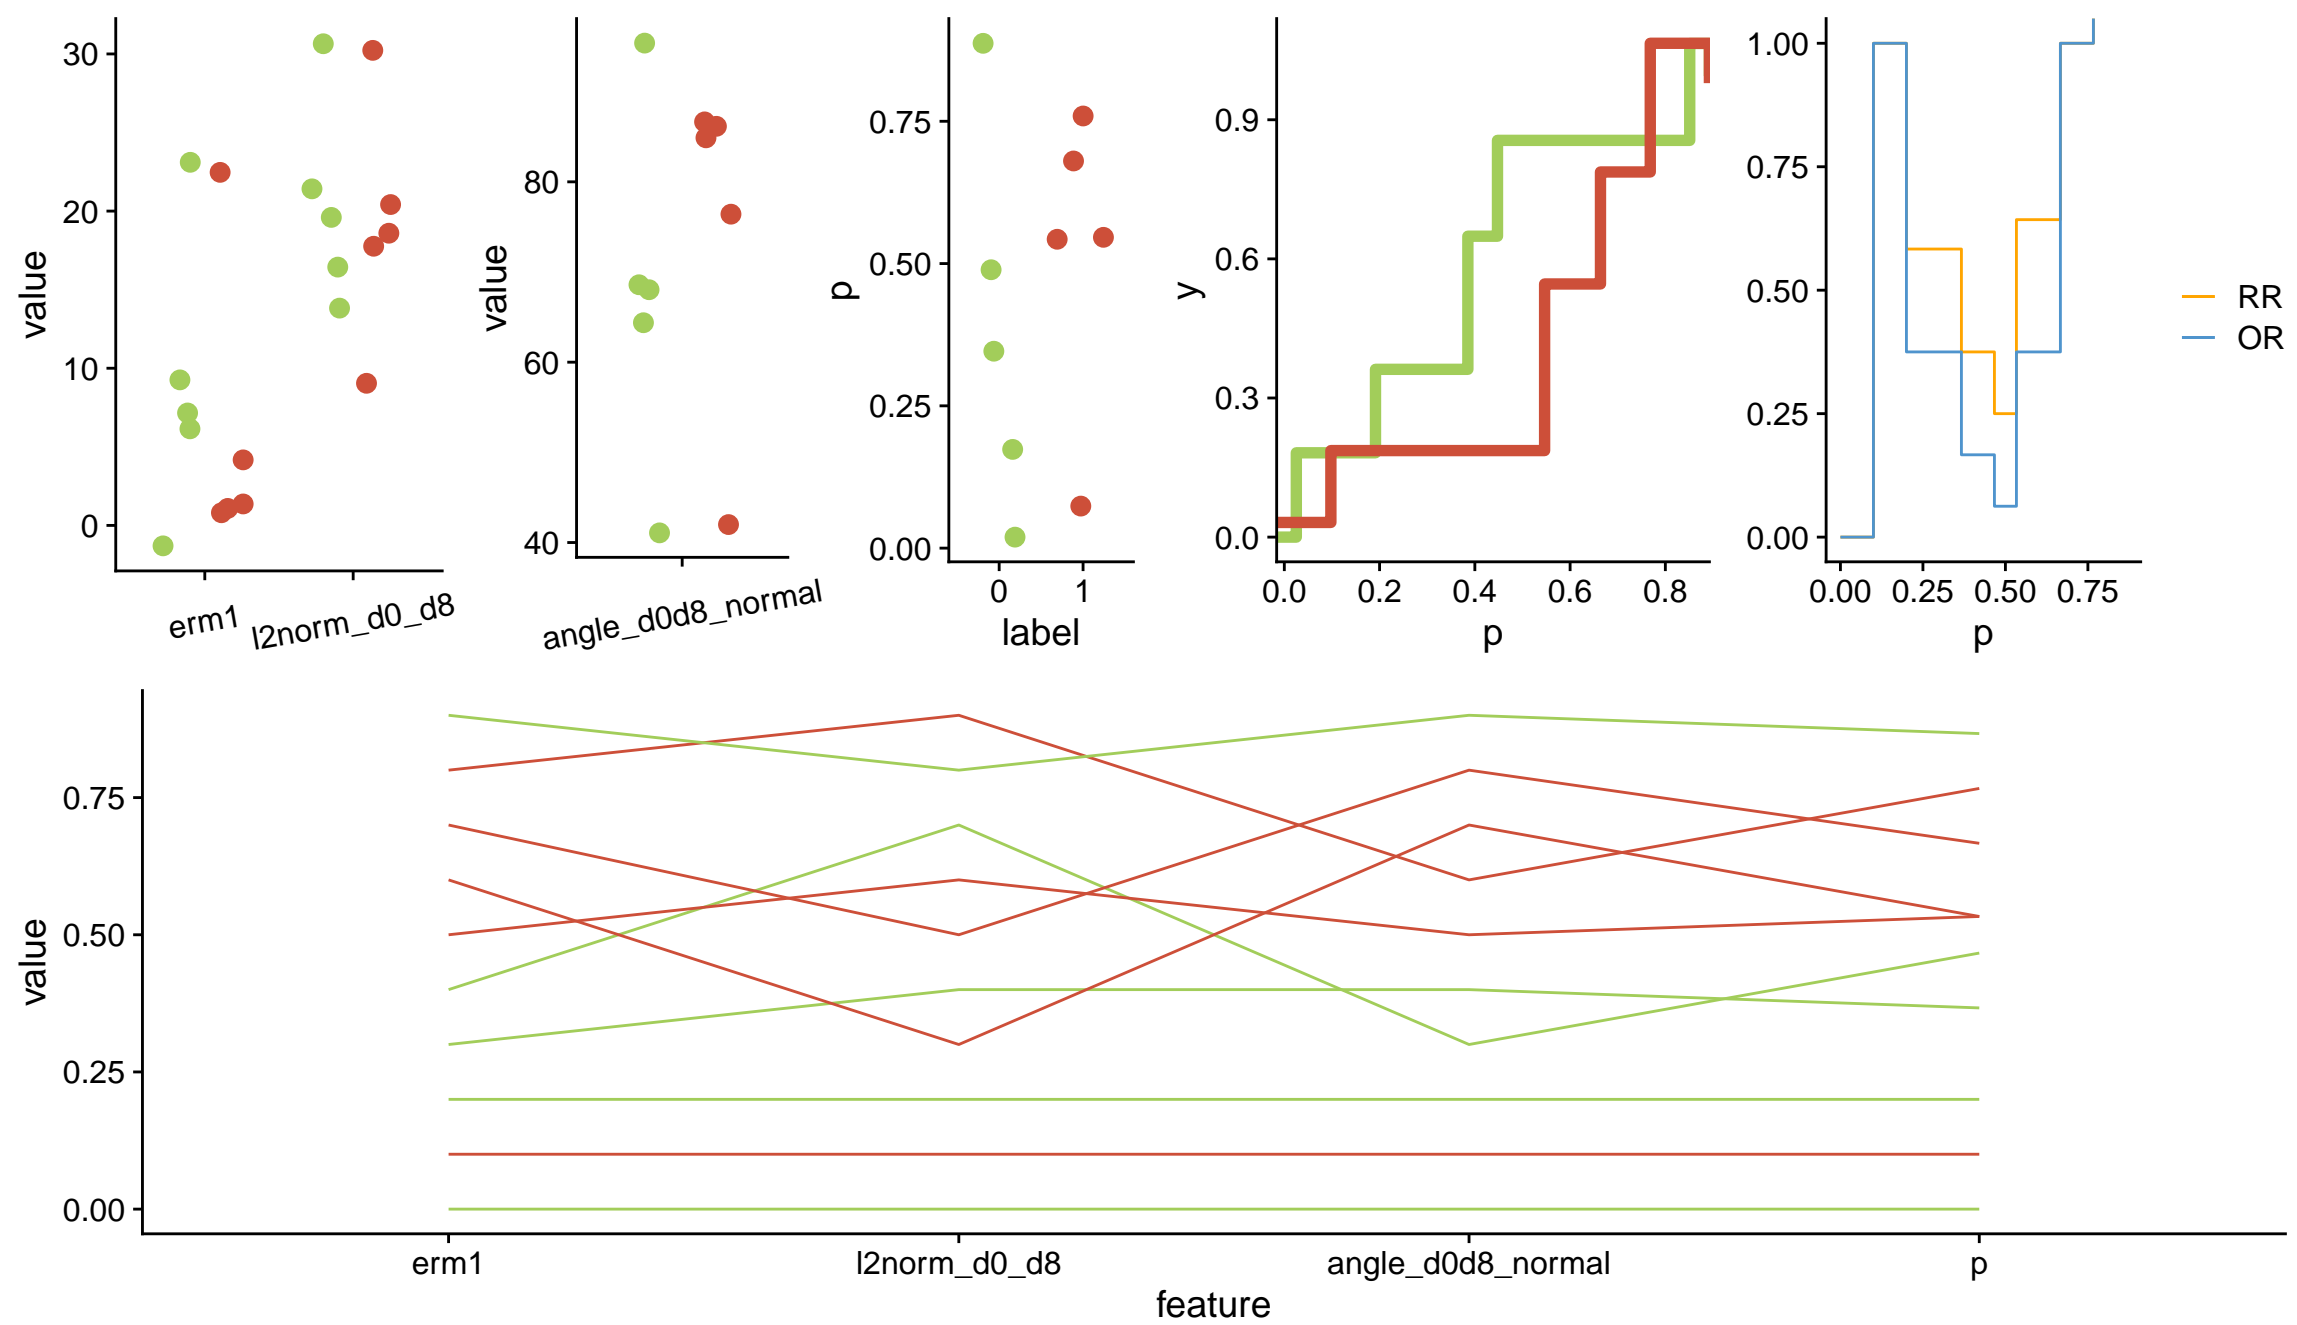 value
30
20
10
0
erm1
l2norm_d0_d8
value
80
60
40
angle_d0d8_normal
p
0.75
0.50
0.25
0.00
0 1
label
y
0.9
0.6
0.3
0.0
0.0 0.2 0.4 0.6 0.8
p
1.00
0.75
0.50
0.25
0.00
0.00 0.25 0.50 0.75
p
RR
OR
value
0.75
0.50
0.25
0.00
erm1 l2norm_d0_d8 angle_d0d8_normal p
feature